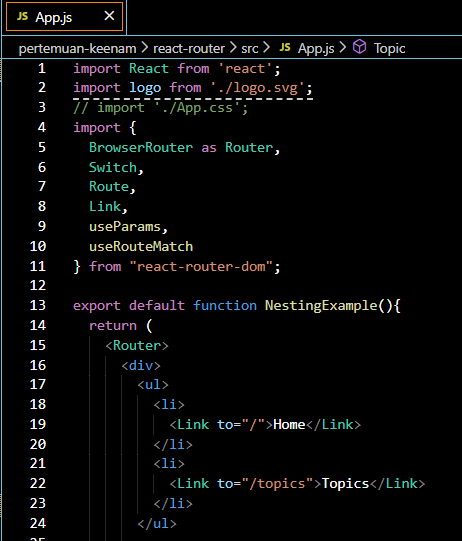 JS App.js ×
pertemuan-keenam > react-router > src > JS App.js > Topic
1 import React from 'react';
2 import logo from './logo.svg';
3 // import './App.css';
4 import {
5 BrowserRouter as Router,
6 Switch,
7 Route,
8 Link,
9 useParams,
10 useRouteMatch
11 } from "react-router-dom";
12
13 export default function NestingExample(){
14 return (
15 <Router>
16 <div>
17 <ul>
18 <li>
19 <Link to="/">Home</Link>
20 </li>
21 <li>
22 <Link to="/topics">Topics</Link>
23 </li>
24 </ul>